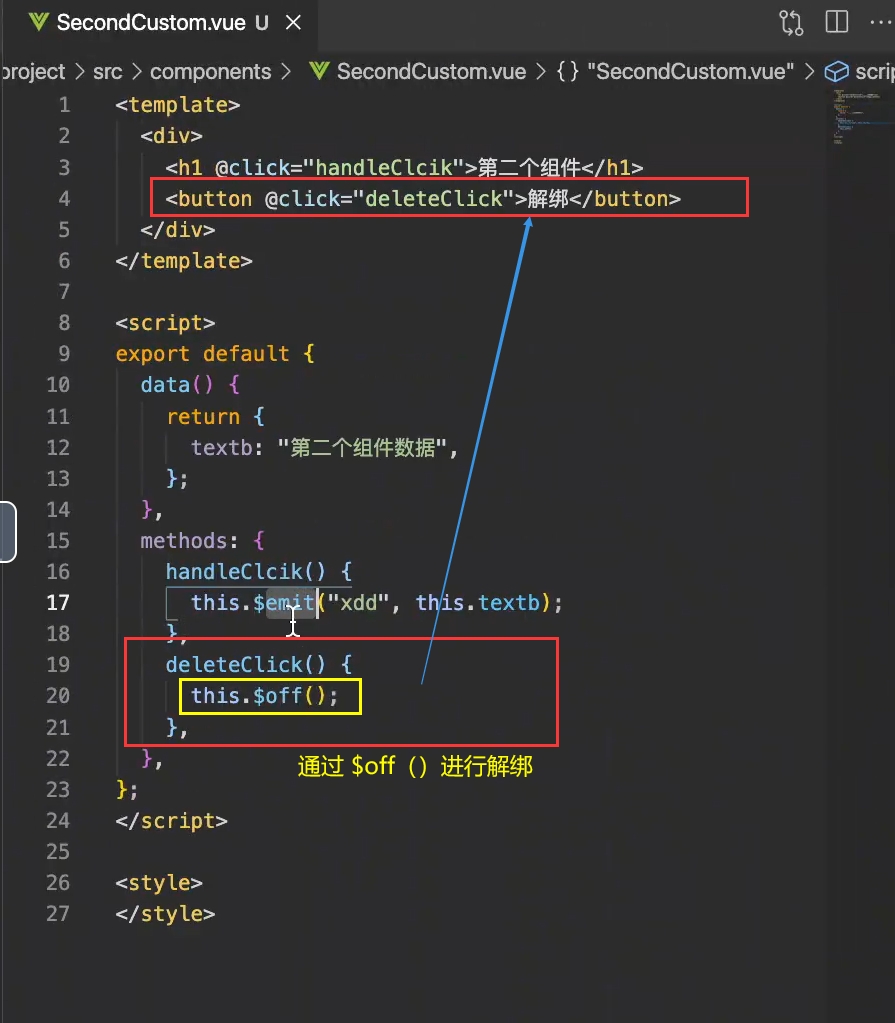 SecondCustom.vue U
project > src > components > SecondCustom.vue > {} "SecondCustom.vue" > scrip
1 <template>
2 <div>
3 <h1 @click="handleClcik">第二个组件</h1>
4 <button @click="deleteClick">解绑</button>
5 </div>
6 </template>
7
8 <script>
9 export default {
10 data() {
11 return {
12 textb: "第二个组件数据",
13 };
14 },
15 methods: {
16 handleClcik() {
17 this.$emit("xdd", this.textb);
18 },
19 deleteClick() {
20 this.$off();
21 },
22 },
通过 $off（）进行解绑
23 };
24 </script>
25
26 <style>
27 </style>